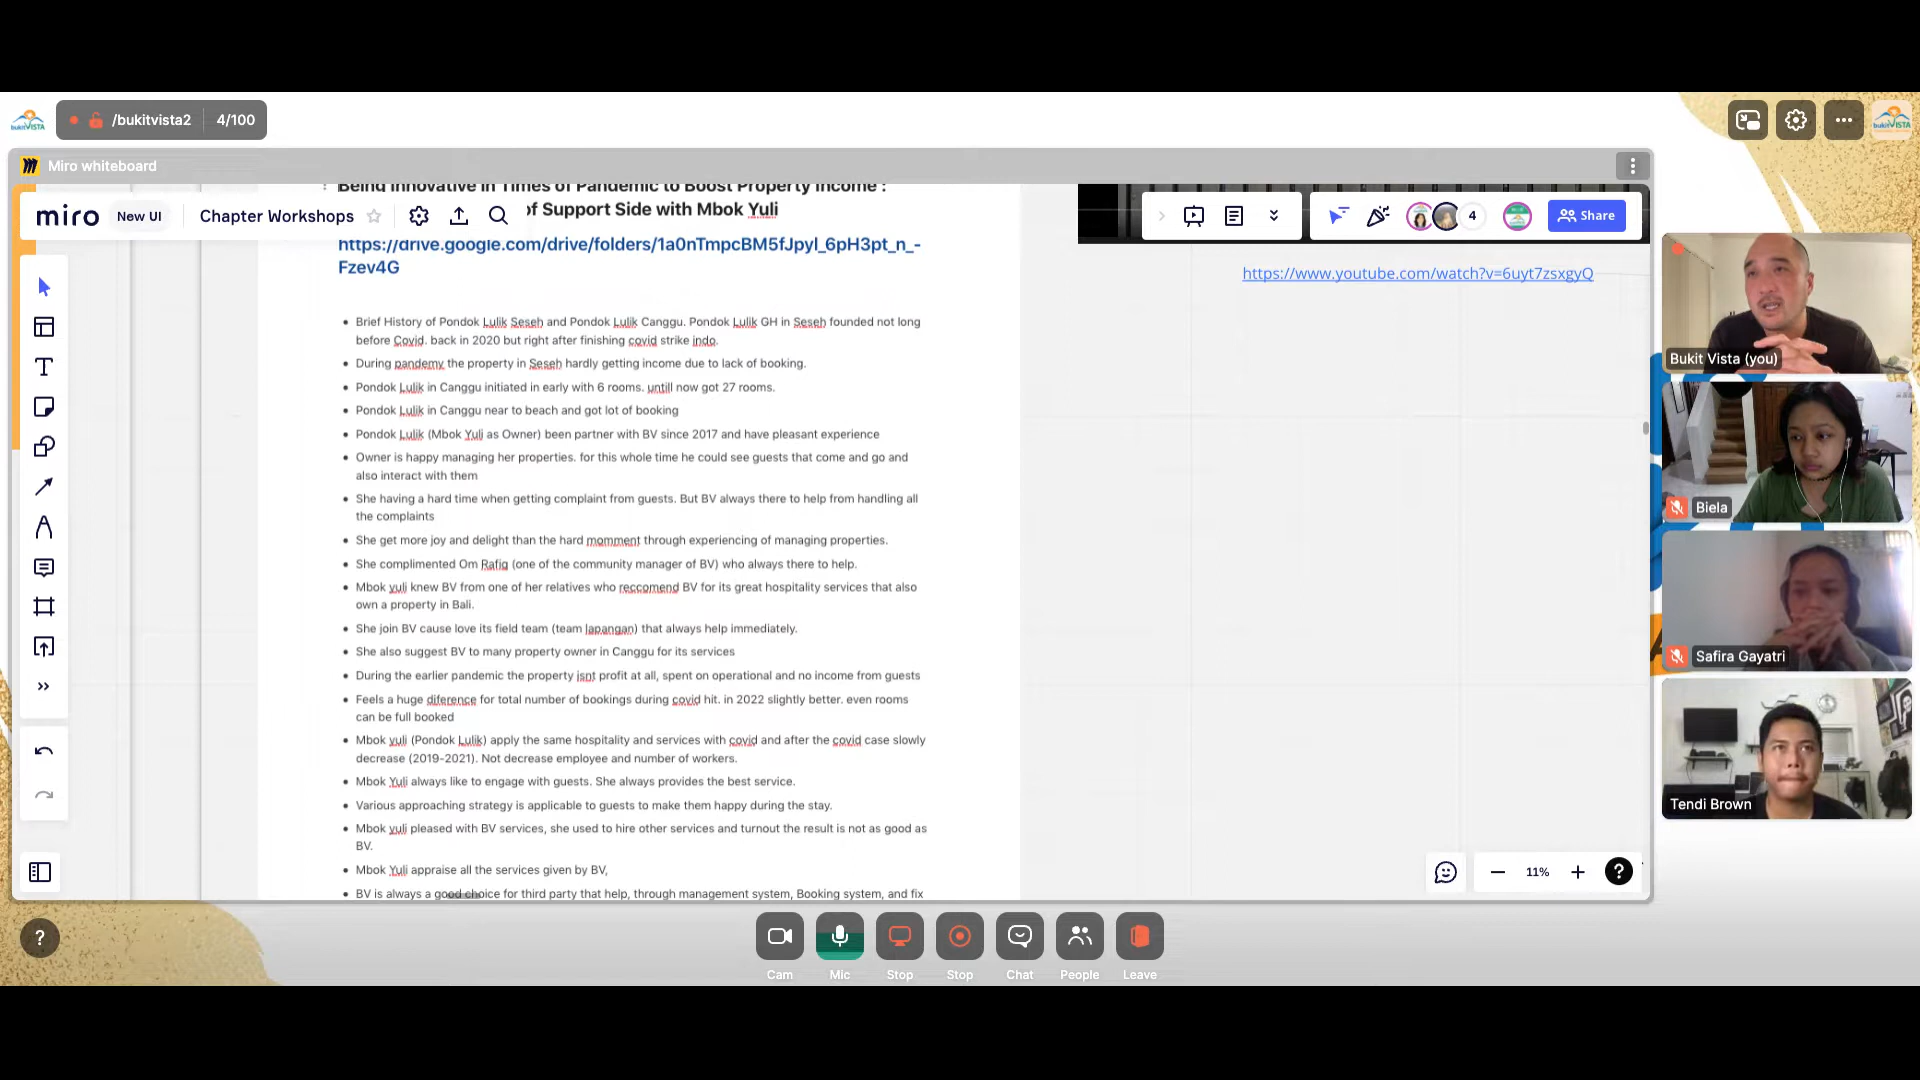 bukitVISTA
/bukitvista2 4/100
bukitVISTA
Miro whiteboard
Being Innovative in Times of Pandemic to Boost Property Income :
miro New UI Chapter Workshops
of Support Side with Mbok Yuli
4 Share
https://drive.google.com/drive/folders/1a0nTmpcBM5fJpyl_6pH3pt_n_-
Fzev4G
https://www.youtube.com/watch?v=6uyt7zsxgyQ
• Brief History of Pondok Lulik Seseh and Pondok Lulik Canggu. Pondok Lulik GH in Seseh founded not long
before Covid. back in 2020 but right after finishing covid strike indo.
• During pandemy the property in Seseh hardly getting income due to lack of booking.
• Pondok Lulik in Canggu initiated in early with 6 rooms. untill now got 27 rooms.
• Pondok Lulik in Canggu near to beach and got lot of booking
• Pondok Lulik (Mbok Yuli as Owner) been partner with BV since 2017 and have pleasant experience
• Owner is happy managing her properties. for this whole time he could see guests that come and go and
also interact with them
• She having a hard time when getting complaint from guests. But BV always there to help from handling all
the complaints
• She get more joy and delight than the hard momment through experiencing of managing properties.
• She complimented Om Rafiq (one of the community manager of BV) who always there to help.
• Mbok yuli knew BV from one of her relatives who reccomend BV for its great hospitality services that also
own a property in Bali.
• She join BV cause love its field team (team lapangan) that always help immediately.
• She also suggest BV to many property owner in Canggu for its services
• During the earlier pandemic the property isnt profit at all, spent on operational and no income from guests
• Feels a huge diference for total number of bookings during covid hit. in 2022 slightly better. even rooms
can be full booked
• Mbok yuli (Pondok Lulik) apply the same hospitality and services with covid and after the covid case slowly
decrease (2019-2021). Not decrease employee and number of workers.
• Mbok Yuli always like to engage with guests. She always provides the best service.
• Various approaching strategy is applicable to guests to make them happy during the stay.
• Mbok yuli pleased with BV services, she used to hire other services and turnout the result is not as good as
BV.
• Mbok Yuli appraise all the services given by BV,
• BV is always a good choice for third party that help, through management system, Booking system, and fix
11%
?
Bukit Vista (you)
Biela
Safira Gayatri
Tendi Brown
?
Cam Mic Stop Stop Chat People Leave